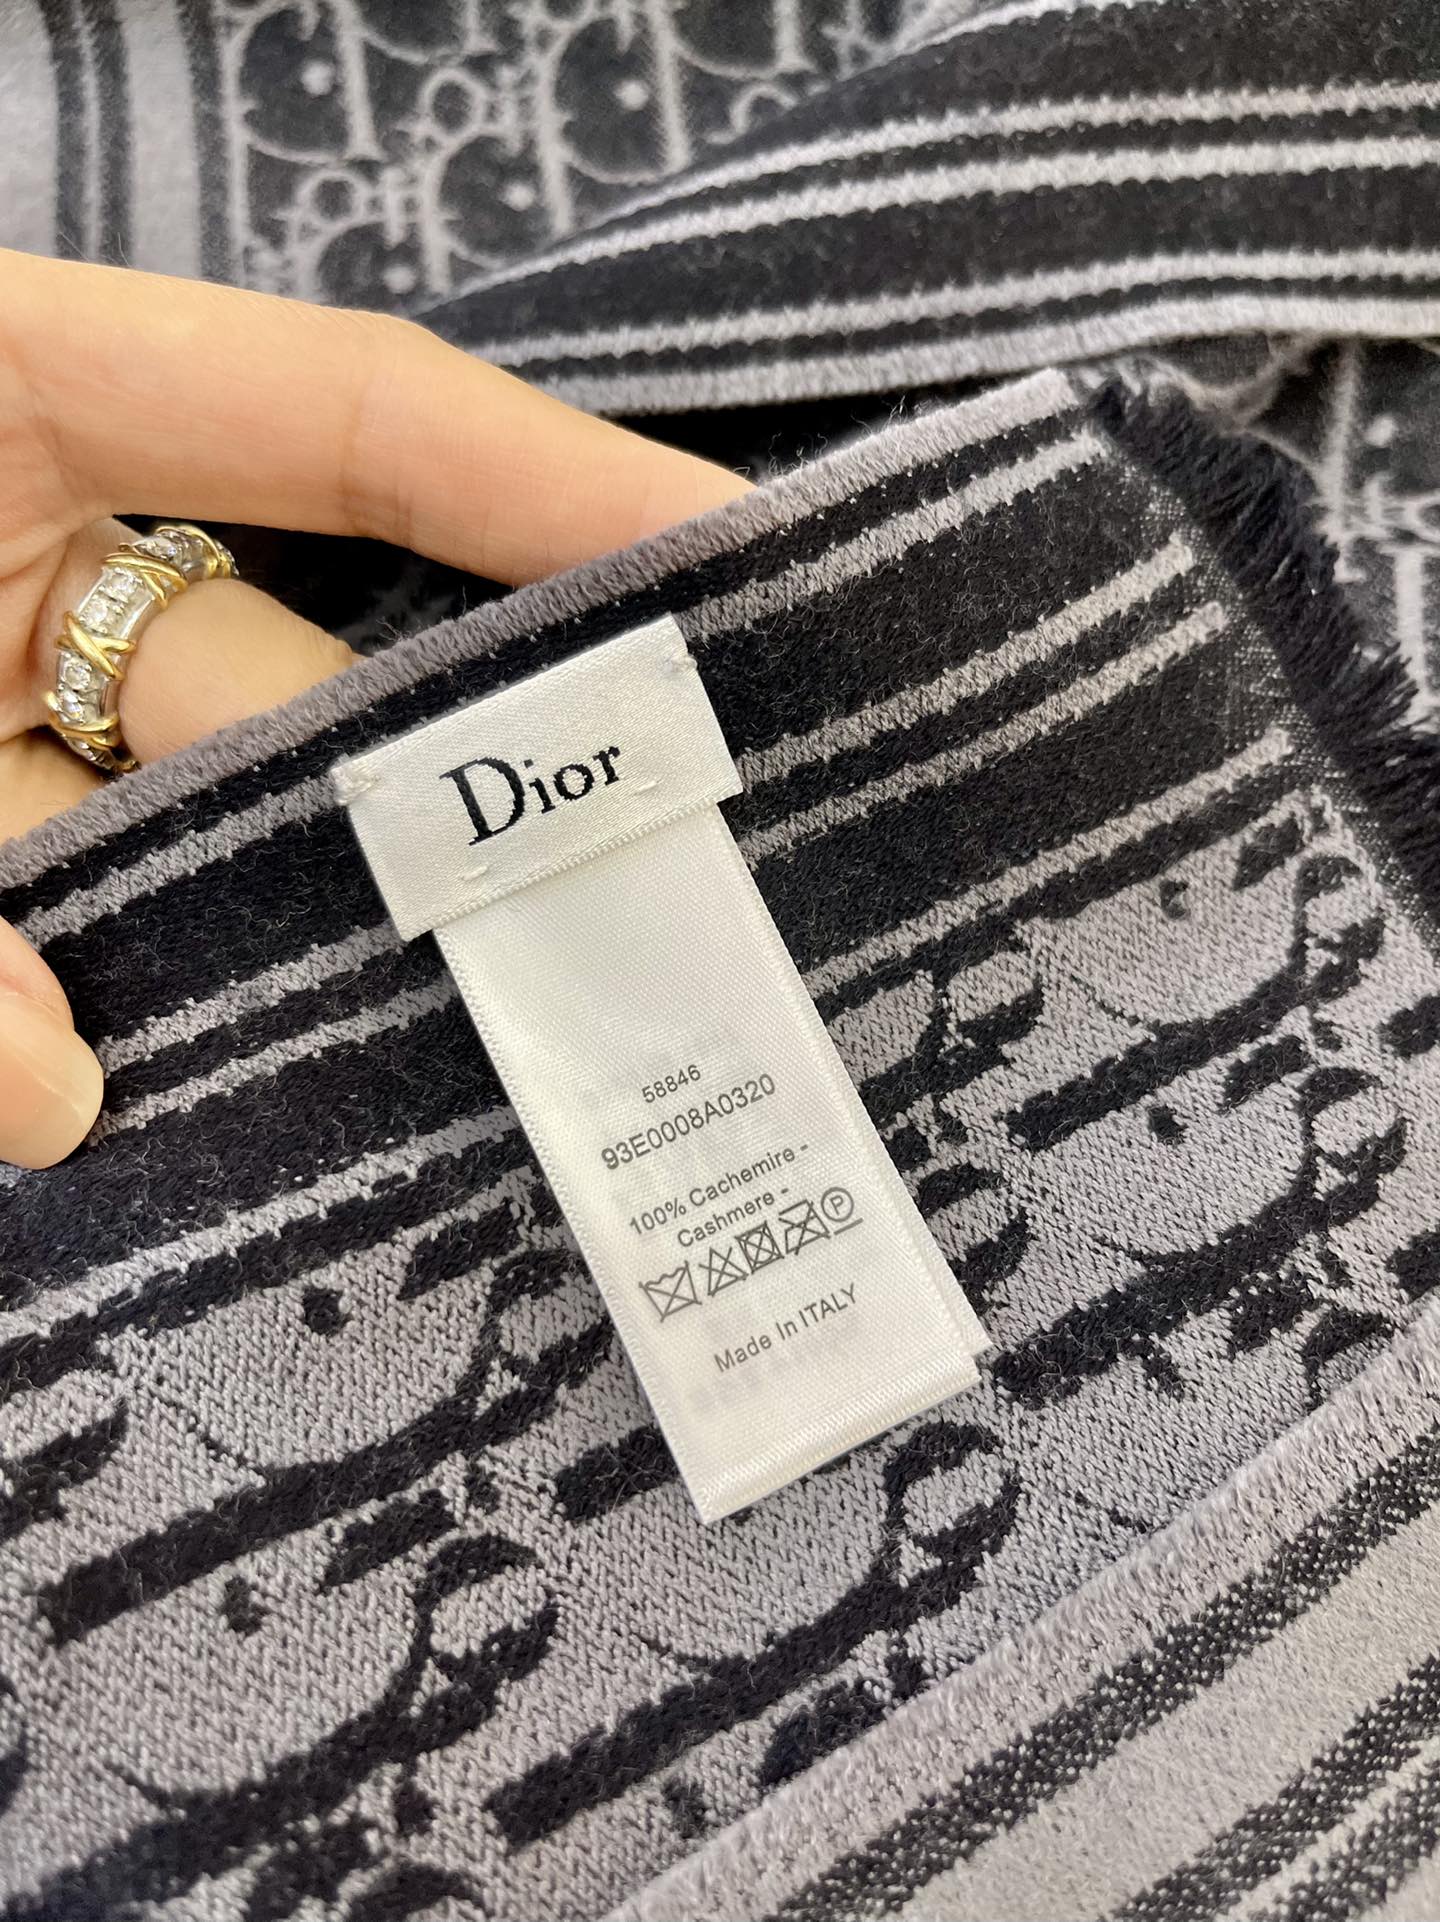 Dior
58846
93E0008A0320
100% Cachemire -
Cashmere -
P
Made In ITALY